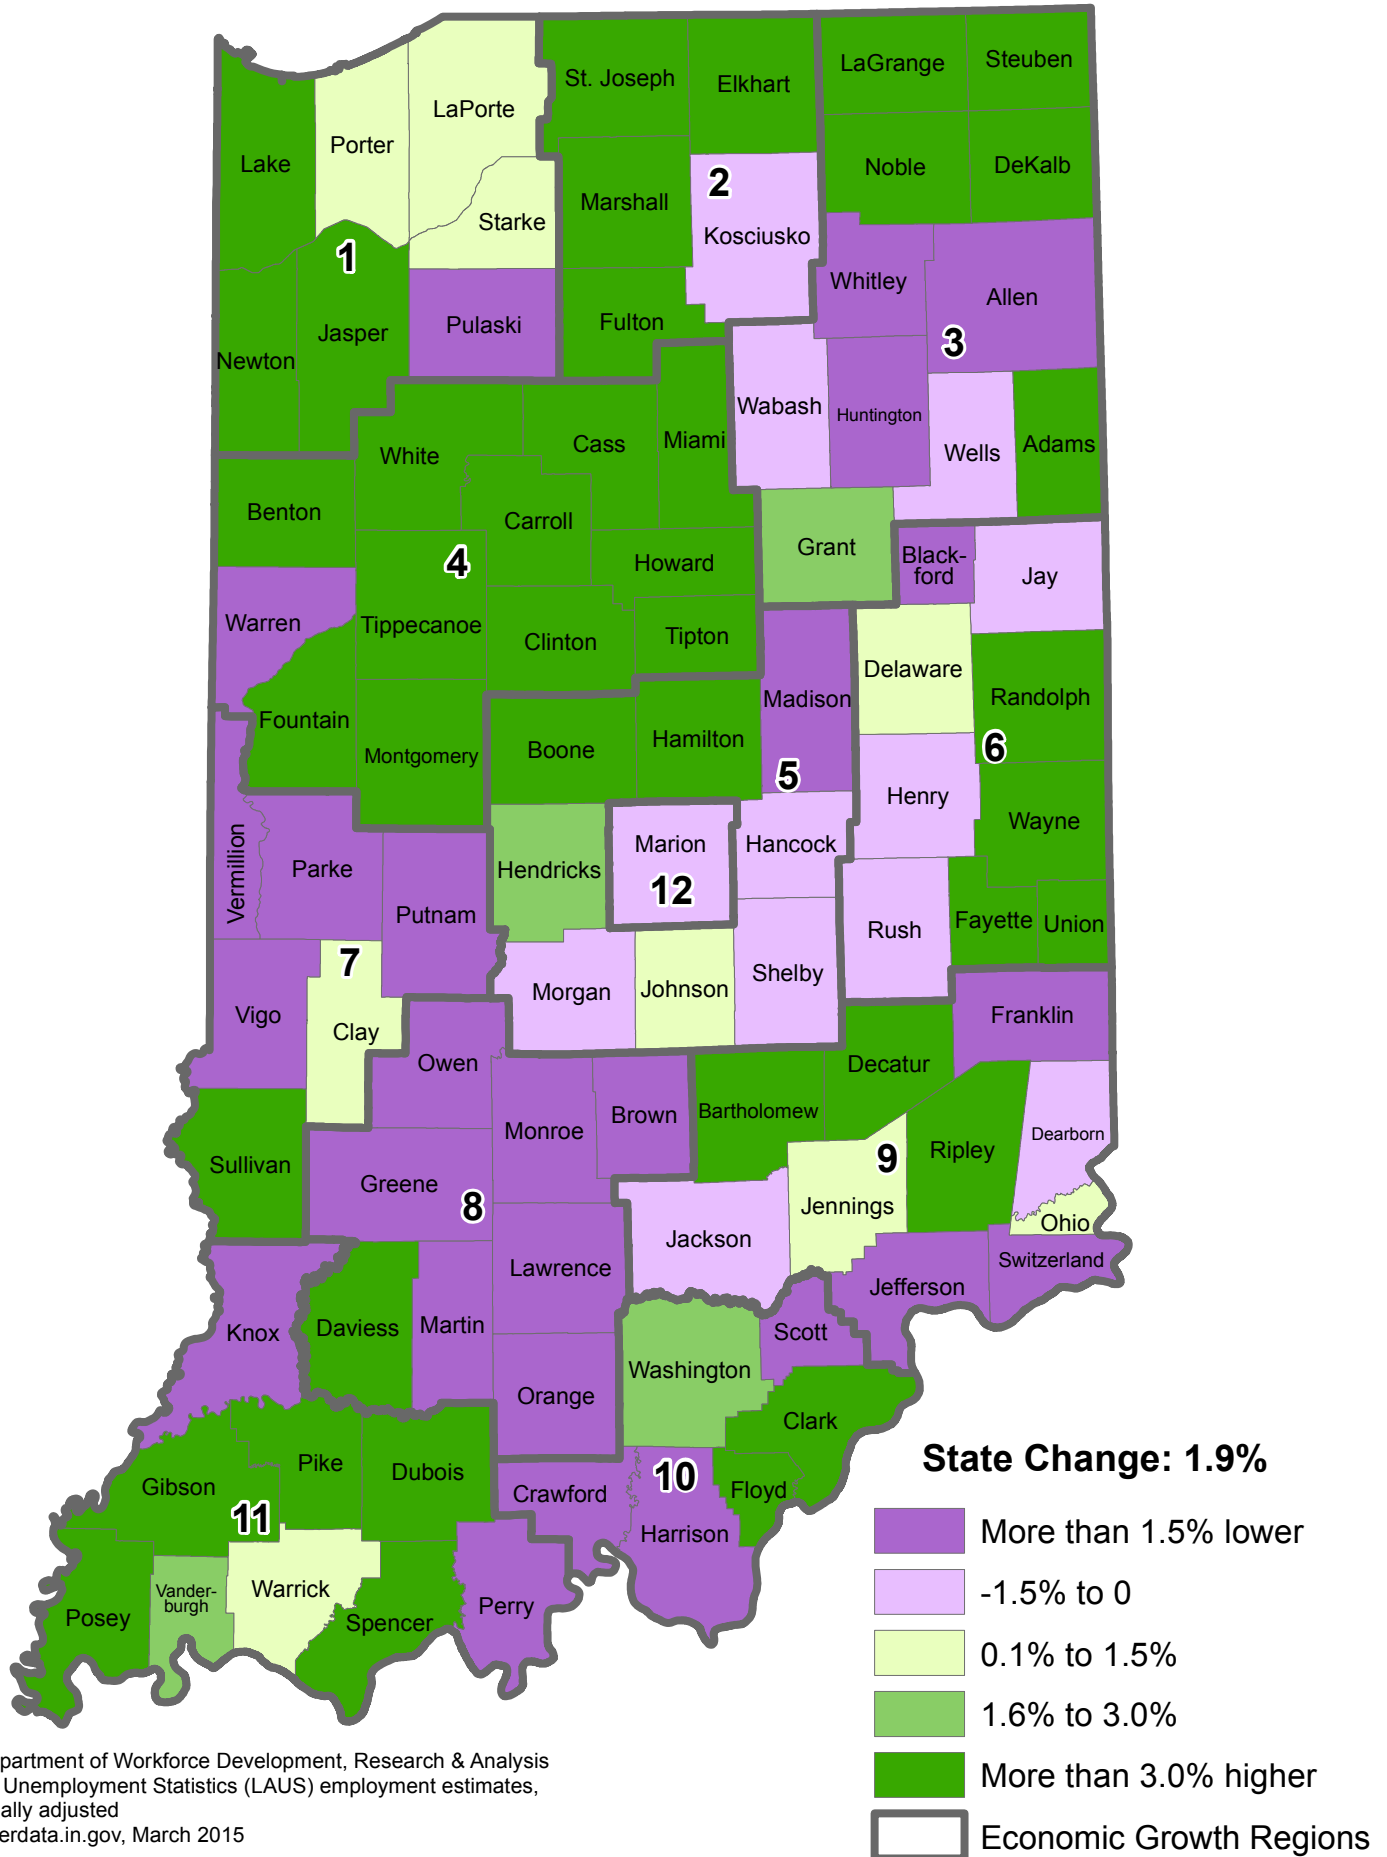 St. Joseph
Elkhart
LaGrange
Steuben
LaPorte
Porter
Lake
Noble
DeKalb
2
Marshall
Starke
Kosciusko
1
Whitley
Allen
Pulaski
Fulton
Jasper
3
Newton
Wabash
Huntington
Miami
Cass
White
Wells
Adams
Benton
Carroll
Grant
4
Howard
Black-
ford
Jay
Warren
Tippecanoe
Clinton
Tipton
Delaware
Randolph
Madison
Fountain
Montgomery
Boone
Hamilton
6
5
Henry
Wayne
Marion
Hancock
Vermillion
Parke
Hendricks
12
Putnam
Rush
Fayette
Union
7
Morgan
Johnson
Shelby
Vigo
Clay
Franklin
Owen
Decatur
Monroe
Brown
Bartholomew
Dearborn
Sullivan
Greene
9
Ripley
8
Jennings
Jackson
Ohio
Lawrence
Switzerland
Jefferson
Knox
Daviess
Martin
Scott
Washington
Orange
Clark
Pike
Dubois
10
Gibson
Crawford
Floyd
11
Harrison
Vander-
burgh
Warrick
Perry
Posey
Spencer
State Change: 1.9%
More than 1.5% lower
-1.5% to 0
0.1% to 1.5%
1.6% to 3.0%
More than 3.0% higher
Economic Growth Regions
partment of Workforce Development, Research & Analysis
Unemployment Statistics (LAUS) employment estimates,
ally adjusted
erdata.in.gov, March 2015